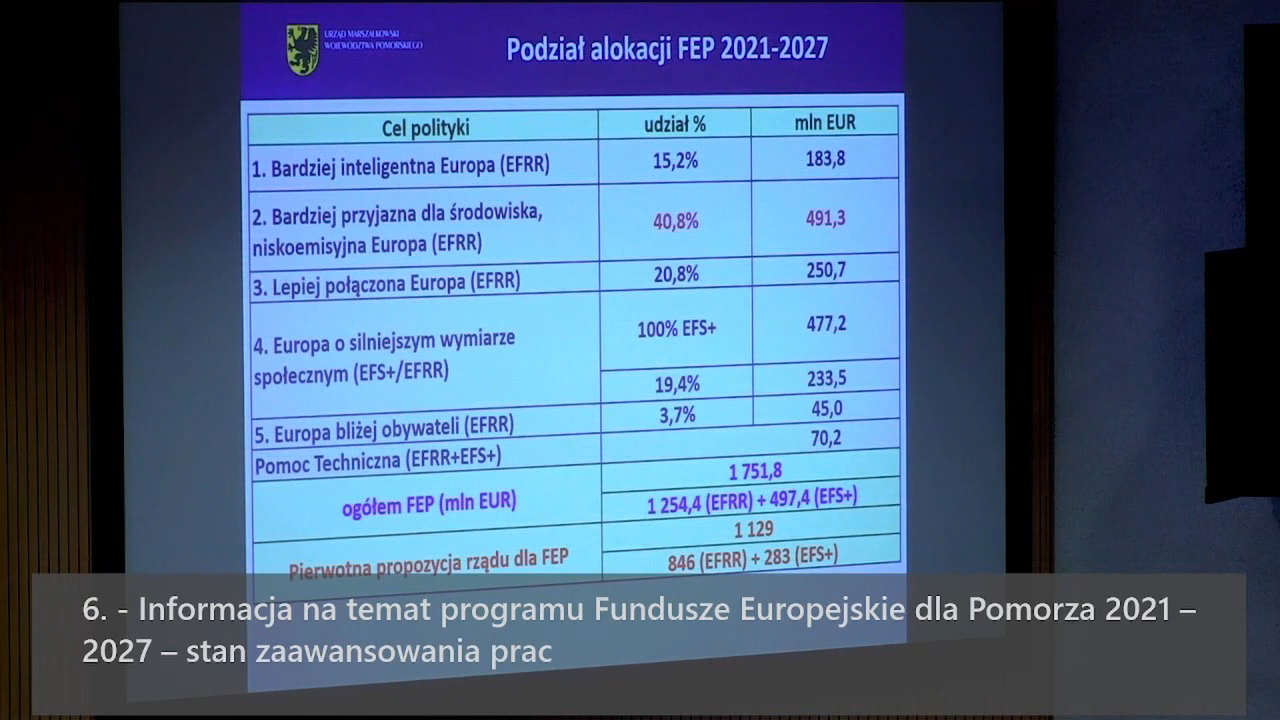 URZĄD MARSZAŁKOWSKI
WOJEWÓDZTWA POMORSKIEGO
Podział alokacji FEP 2021-2027
Cel polityki udział % mln EUR
1. Bardziej inteligentna Europa (EFRR) 15,2% 183,8
2. Bardziej przyjazna dla środowiska,
niskoemisyjna Europa (EFRR) 40,8% 491,3
3. Lepiej połączona Europa (EFRR) 20,8% 250,7
4. Europa o silniejszym wymiarze
społecznym (EFS+/EFRR) 100% EFS+ 477,2
19,4% 233,5
5. Europa bliżej obywateli (EFRR) 3,7% 45,0
Pomoc Techniczna (EFRR+EFS+) 70,2
ogółem FEP (mln EUR) 1 751,8
1 254,4 (EFRR) + 497,4 (EFS+)
Pierwotna propozycja rządu dla FEP 1 129
846 (EFRR) + 283 (EFS+)
6. - Informacja na temat programu Fundusze Europejskie dla Pomorza 2021 –
2027 – stan zaawansowania prac